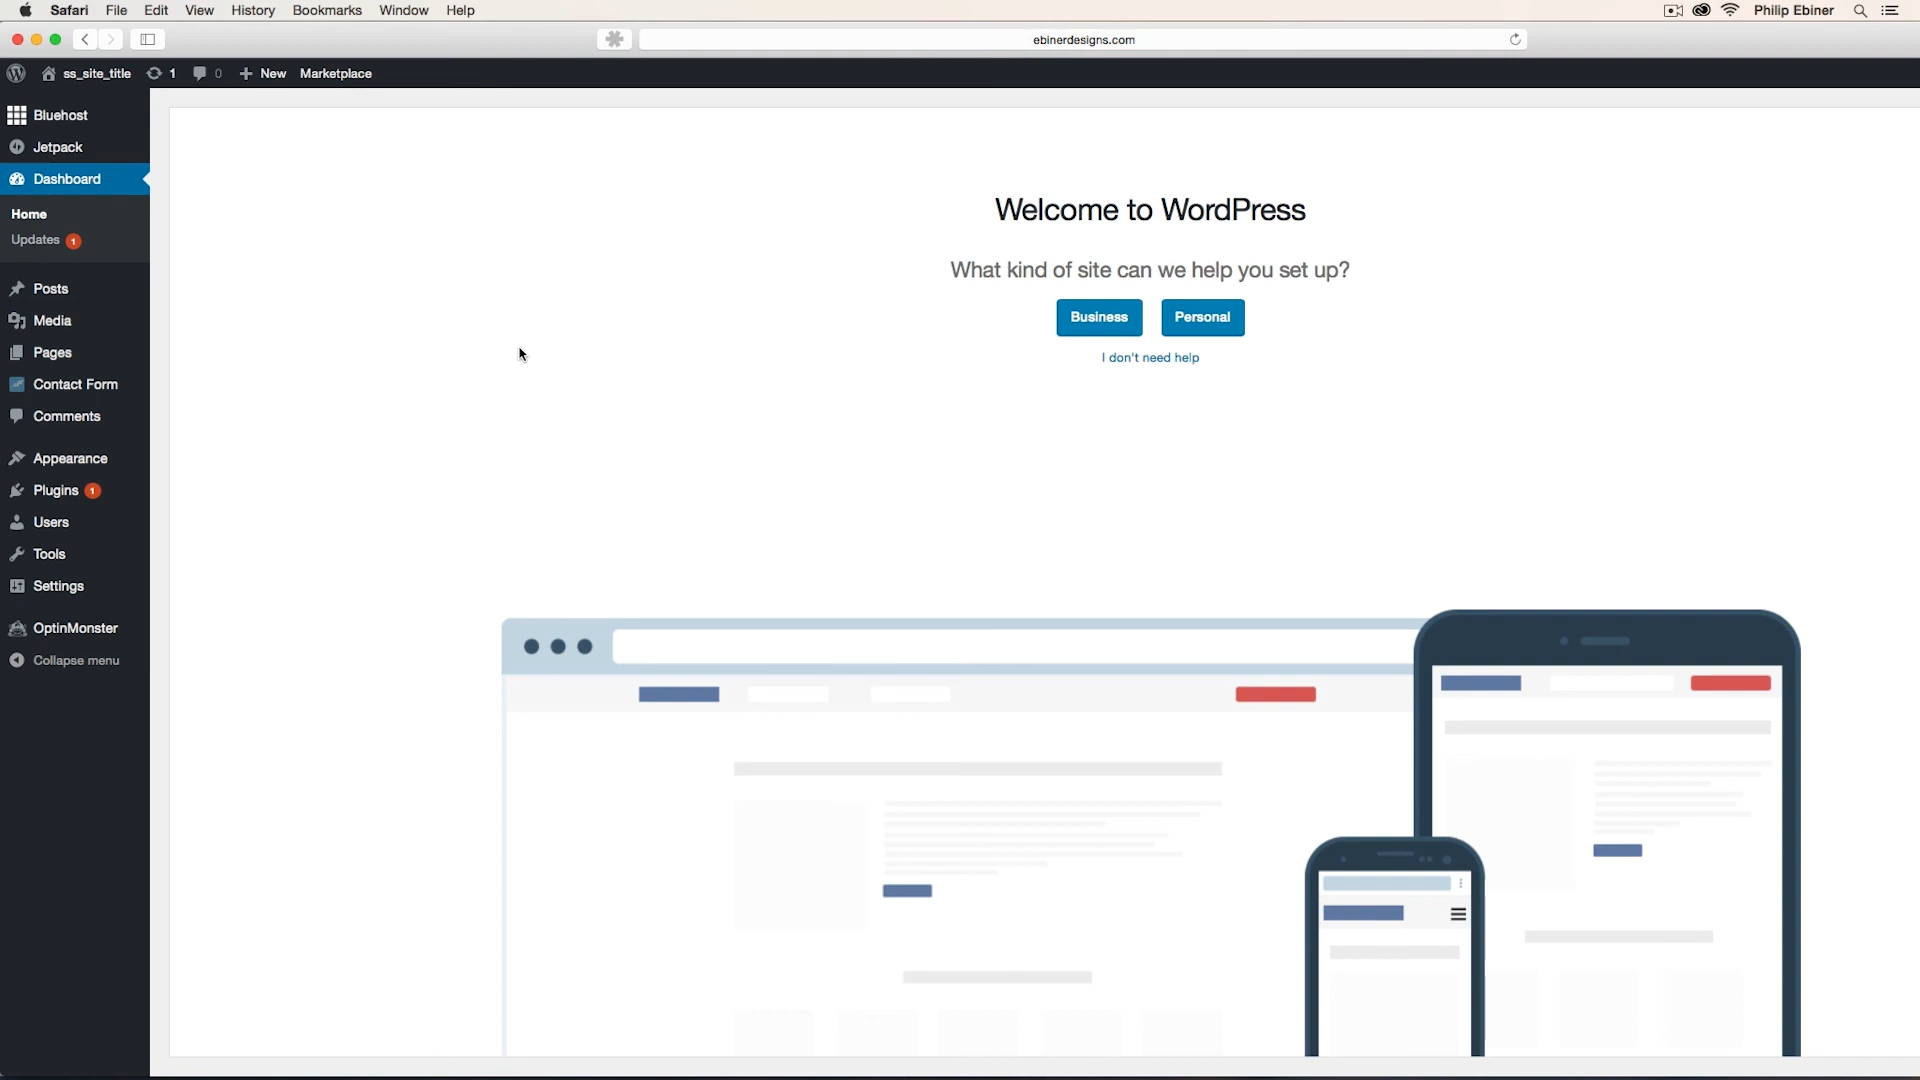 Safari File Edit View History Bookmarks Window Help Philip Ebiner
ebinerdesigns.com
ss_site_title 1 0 New Marketplace
Bluehost
Jetpack
Dashboard
Home
Updates 1
Posts
Media
Pages
Contact Form
Comments
Appearance
Plugins 1
Users
Tools
Settings
OptinMonster
Collapse menu
Welcome to WordPress
What kind of site can we help you set up?
Business Personal
I don't need help